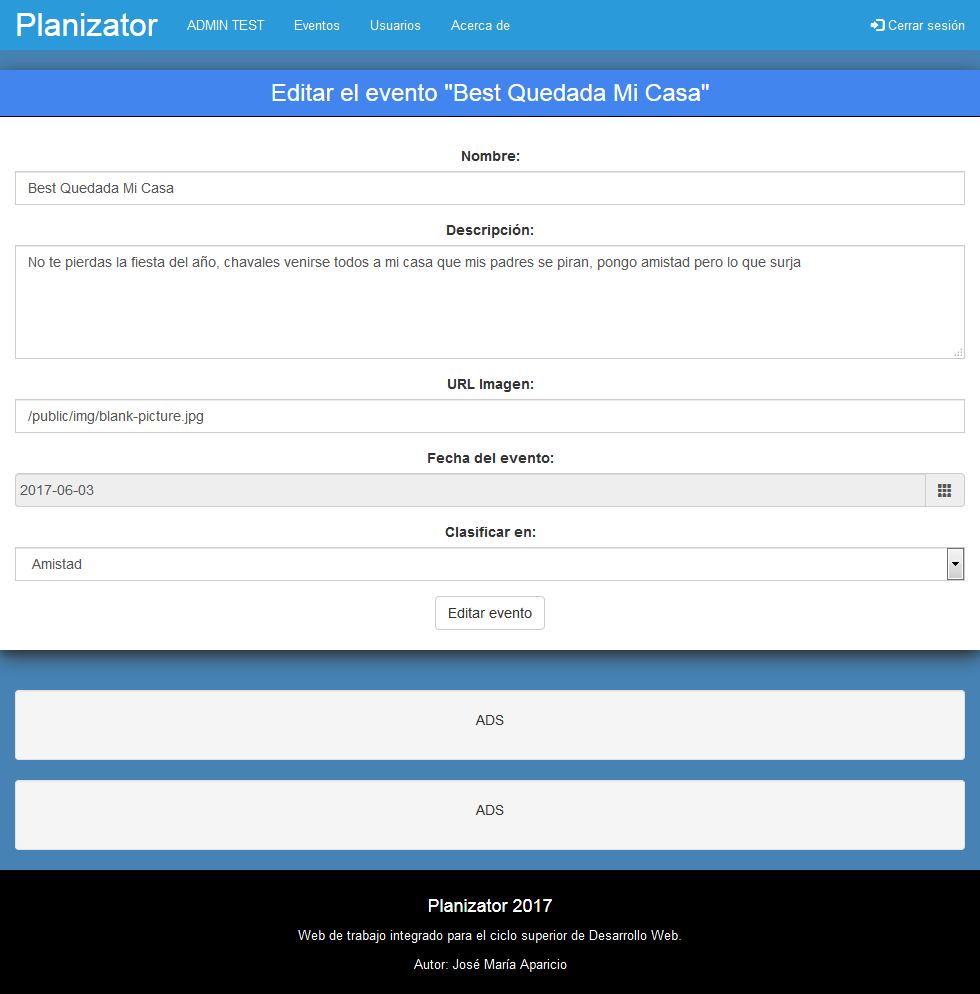 Planizator ADMIN TEST Eventos Usuarios Acerca de Cerrar sesión
Editar el evento "Best Quedada Mi Casa"
Nombre:
Best Quedada Mi Casa
Descripción:
No te pierdas la fiesta del año, chavales venirse todos a mi casa que mis padres se piran, pongo amistad pero lo que surja
URL Imagen:
/public/img/blank-picture.jpg
Fecha del evento:
2017-06-03
Clasificar en:
Amistad
Editar evento
ADS
ADS
Planizator 2017
Web de trabajo integrado para el ciclo superior de Desarrollo Web.
Autor: José María Aparicio